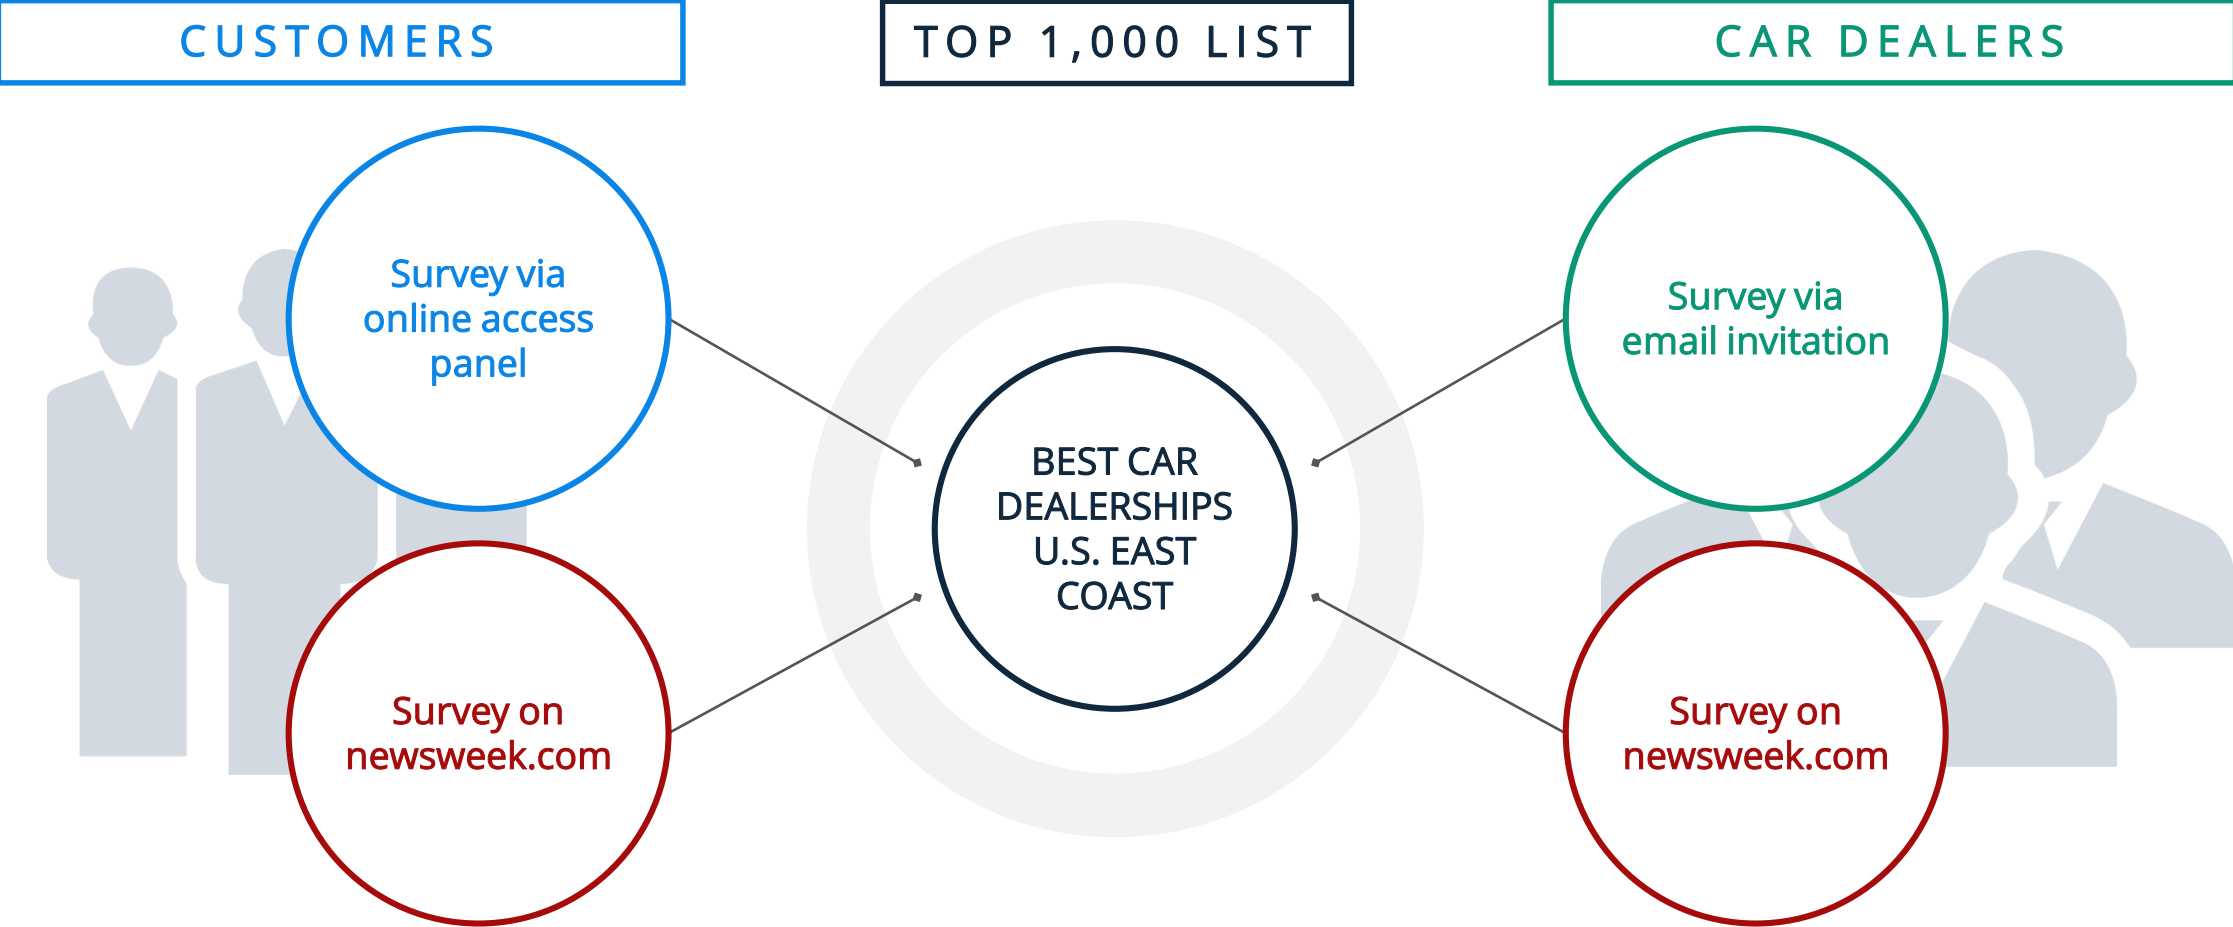 CUSTOMERS
TOP 1,000 LIST
CAR DEALERS
Survey via
online access
panel
Survey on
newsweek.com
BEST CAR
DEALERSHIPS
U.S. EAST
COAST
Survey via
email invitation
Survey on
newsweek.com